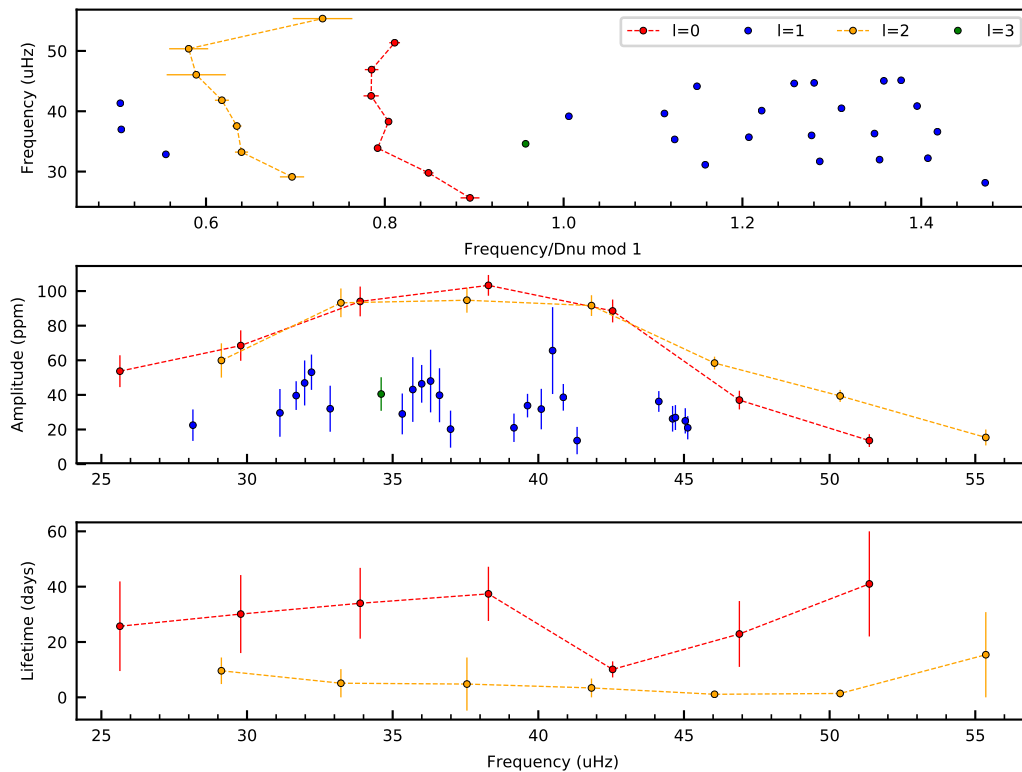 l=0 l=1 l=2 l=3
Frequency (uHz)
50
40
30
0.6 0.8 1.0 1.2 1.4
Frequency/Dnu mod 1
Amplitude (ppm)
100
80
60
40
20
0
25 30 35 40 45 50 55
Lifetime (days)
60
40
20
0
25 30 35 40 45 50 55
Frequency (uHz)